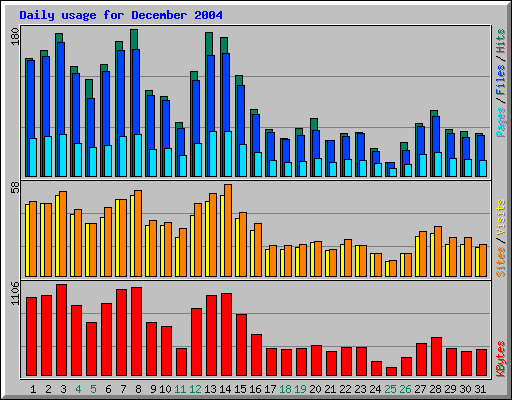 Daily usage for December 2004
180
Pages / Files / Hits
58
Sites / Visits
1106
KBytes
1 2 3 4 5 6 7 8 9 10 11 12 13 14 15 16 17 18 19 20 21 22 23 24 25 26 27 28 29 30 31